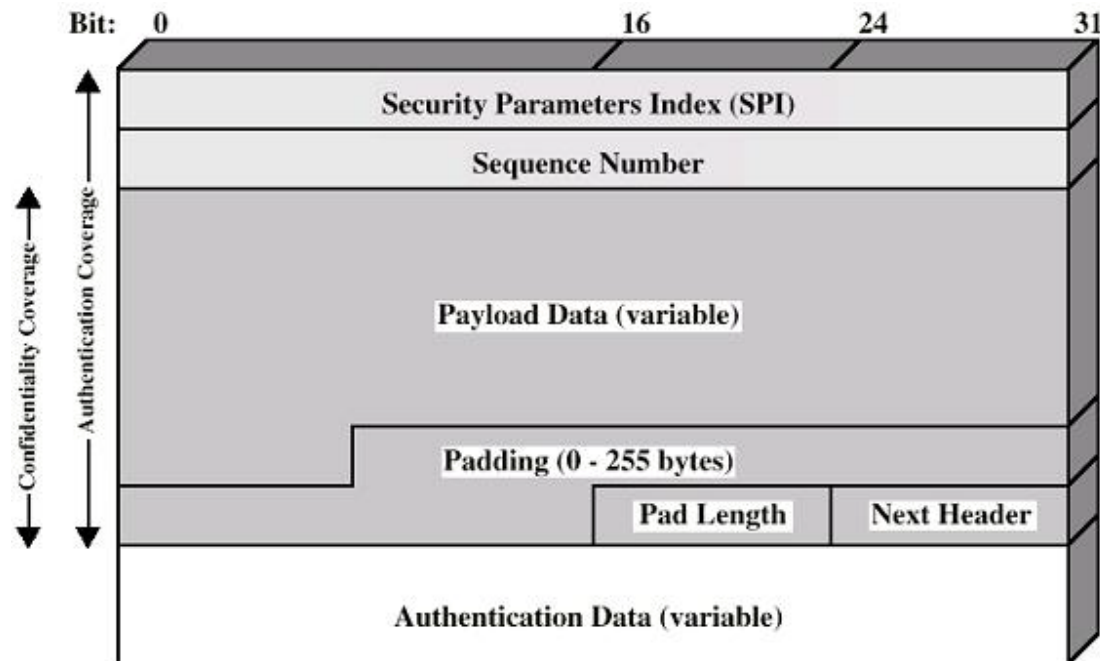 Bit: 0 16 24 31
Security Parameters Index (SPI)
Sequence Number
Confidentiality Coverage
Authentication Coverage
Payload Data (variable)
Padding (0 - 255 bytes)
Pad Length Next Header
Authentication Data (variable)